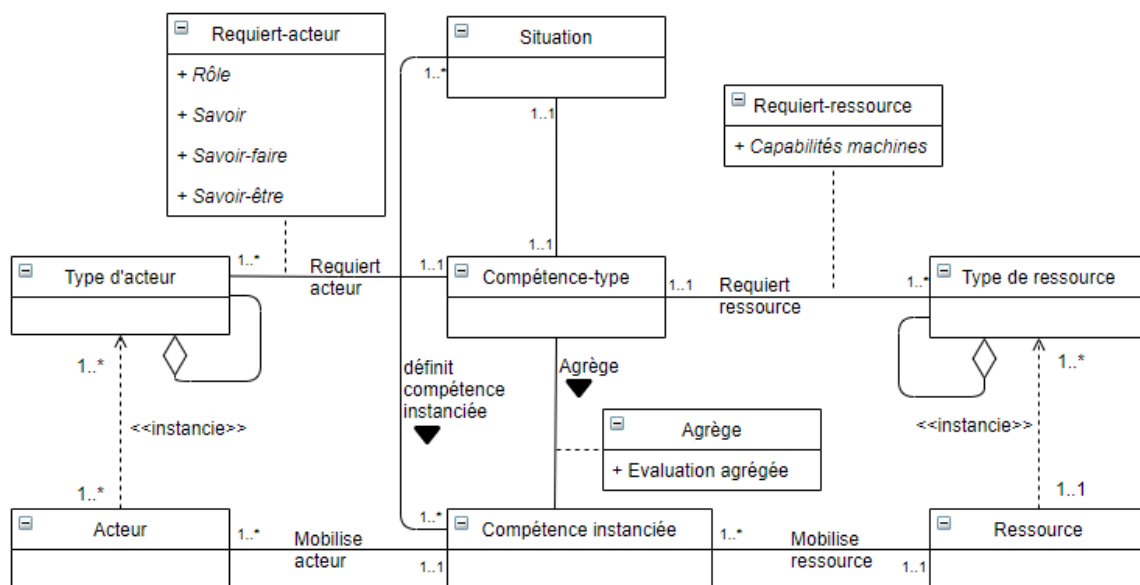 Requiert-acteur
+ Rôle
+ Savoir
+ Savoir-faire
+ Savoir-être
Situation
1..*
1..1
Requiert-ressource
+ Capabilités machines
1..1
Type d'acteur
1..*
Requiert
acteur
1..1
Compétence-type
1..1
Requiert
ressource
1..*
Type de ressource
1..*
<<instancie>>
1..*
définit
compétence
instanciée
Agrège
Agrège
+ Evaluation agrégée
1..*
<<instancie>>
1..1
Acteur
1..*
Mobilise
acteur
1..*
1..1
Compétence instanciée
1..*
Mobilise
ressource
1..1
Ressource